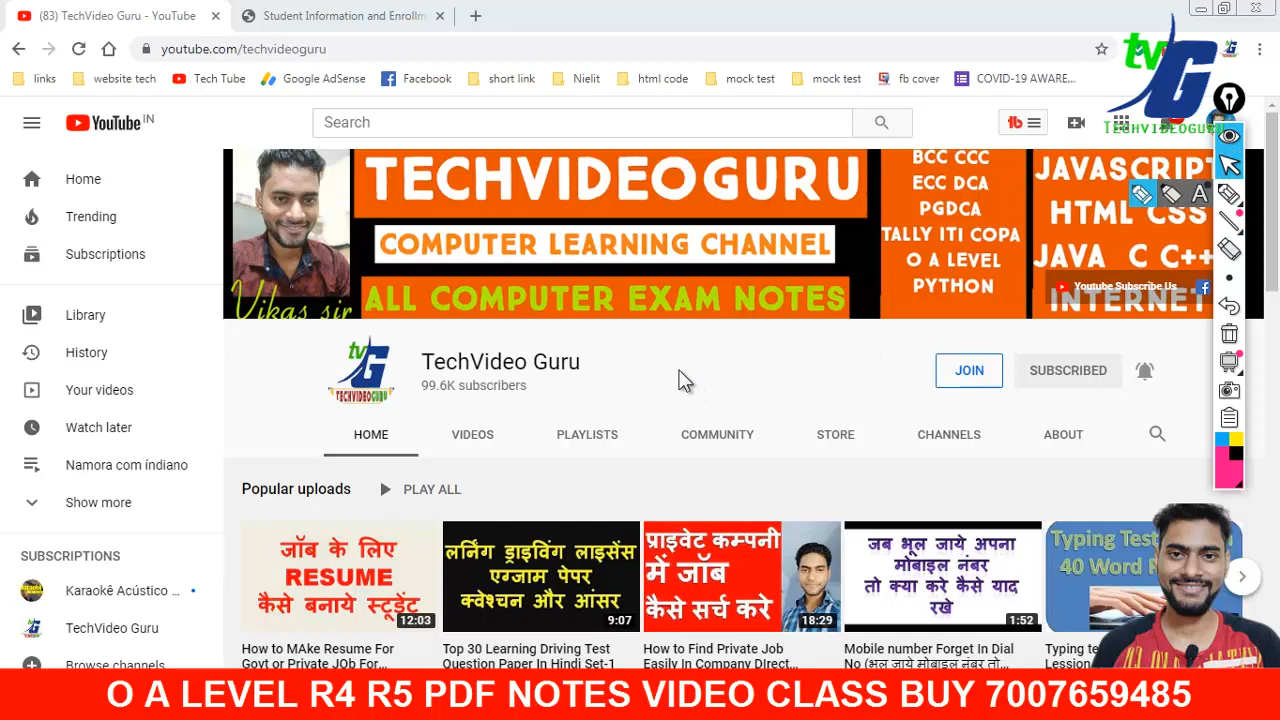 (83) TechVideo Guru - YouTube
Student Information and Enrollm
youtube.com/techvideoguru
links
website tech
Tech Tube
Google AdSense
Facebook
short link
Nielit
html code
mock test
mock test
fb cover
COVID-19 AWARE...
tvG
TECHVIDEOGURU
YouTube IN
Search
Home
Trending
Subscriptions
Library
History
Your videos
Watch later
Namora com índiano
Show more
SUBSCRIPTIONS
Karaokê Acústico ...
TechVideo Guru
Browse channels
Vikas sir
TECHVIDEOGURU
COMPUTER LEARNING CHANNEL
ALL COMPUTER EXAM NOTES
BCC CCC
ECC DCA
PGDCA
TALLY ITI COPA
O A LEVEL
PYTHON
JAVASCRIPT
HTML CSS
JAVA C C++
INTERNET
Youtube Subscribe Us
tvG
TECHVIDEOGURU
TechVideo Guru
99.6K subscribers
JOIN
SUBSCRIBED
HOME
VIDEOS
PLAYLISTS
COMMUNITY
STORE
CHANNELS
ABOUT
Popular uploads
PLAY ALL
जॉब के लिए
RESUME
कैसे बनाये स्टूडेंट
12:03
लर्निंग ड्राइविंग लाइसेंस
एग्जाम पेपर
क्वेश्चन और आंसर
9:07
प्राइवेट कम्पनी
में जॉब
कैसे सर्च करे
18:29
जब भूल जाये अपना
मोबाइल नंबर
तो क्या करे कैसे याद
रखे
1:52
Typing Test
40 Word
How to MAke Resume For
Govt or Private JOb For...
Top 30 Learning Driving Test
Question Paper In Hindi Set-1
How to Find Private Job
Easily In Company DIrect...
Mobile number Forget In Dial
No (भूल जाये मोबाइल नंबर तो...
Typing te
Lession
O A LEVEL R4 R5 PDF NOTES VIDEO CLASS BUY 7007659485